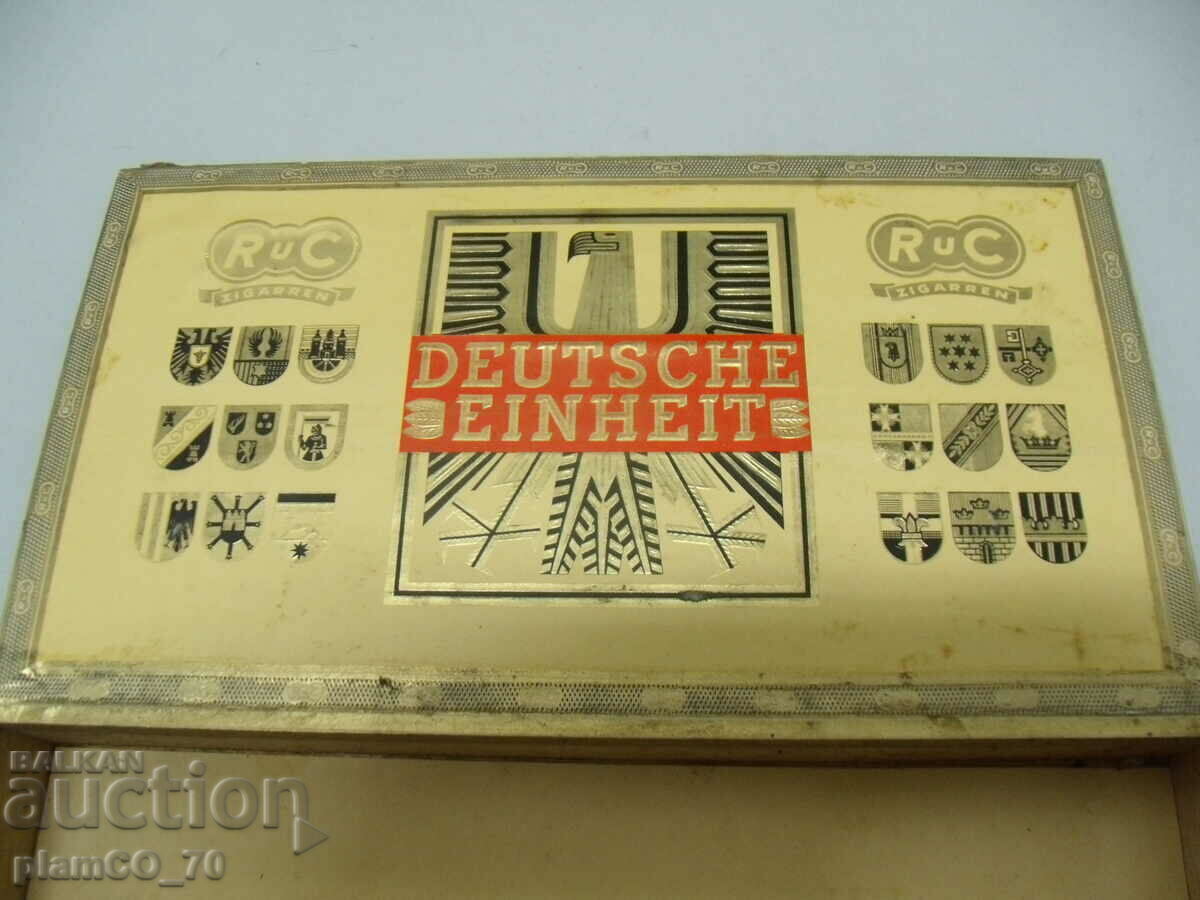 RuC
ZIGARREN
RuC
ZIGARREN
DEUTSCHE
EINHEIT
BALKAN
auction
plamCO_70